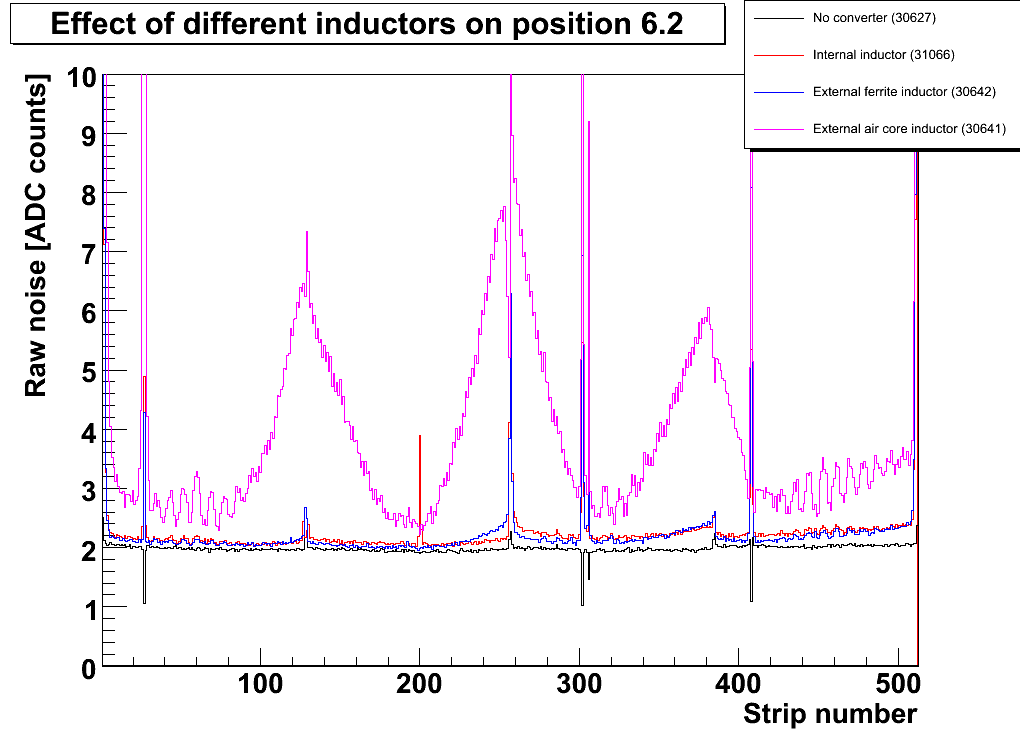 Effect of different inductors on position 6.2
No converter (30627)
Internal inductor (31066)
External ferrite inductor (30642)
External air core inductor (30641)
Raw noise [ADC counts]
10
9
8
7
6
5
4
3
2
1
0
100
200
300
400
500
Strip number